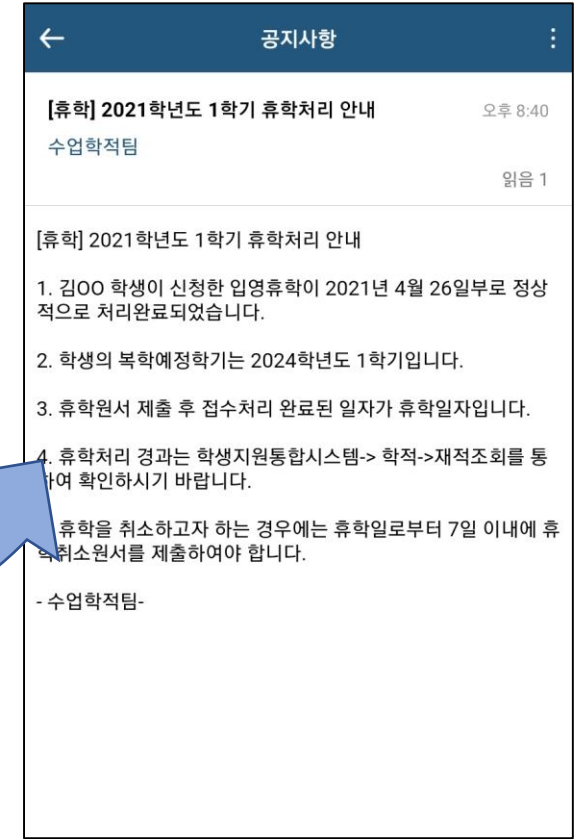 공지사항
[휴학] 2021학년도 1학기 휴학처리 안내
오후 8:40
수업학적팀
읽음 1
[휴학] 2021학년도 1학기 휴학처리 안내
1. 김OO 학생이 신청한 입영휴학이 2021년 4월 26일부로 정상
적으로 처리완료되었습니다.
2. 학생의 복학예정학기는 2024학년도 1학기입니다.
3. 휴학원서 제출 후 접수처리 완료된 일자가 휴학일자입니다.
4. 휴학처리 경과는 학생지원통합시스템-> 학적->재적조회를 통
하여 확인하시기 바랍니다.
휴학을 취소하고자 하는 경우에는 휴학일로부터 7일 이내에 휴
학취소원서를 제출하여야 합니다.
- 수업학적팀-